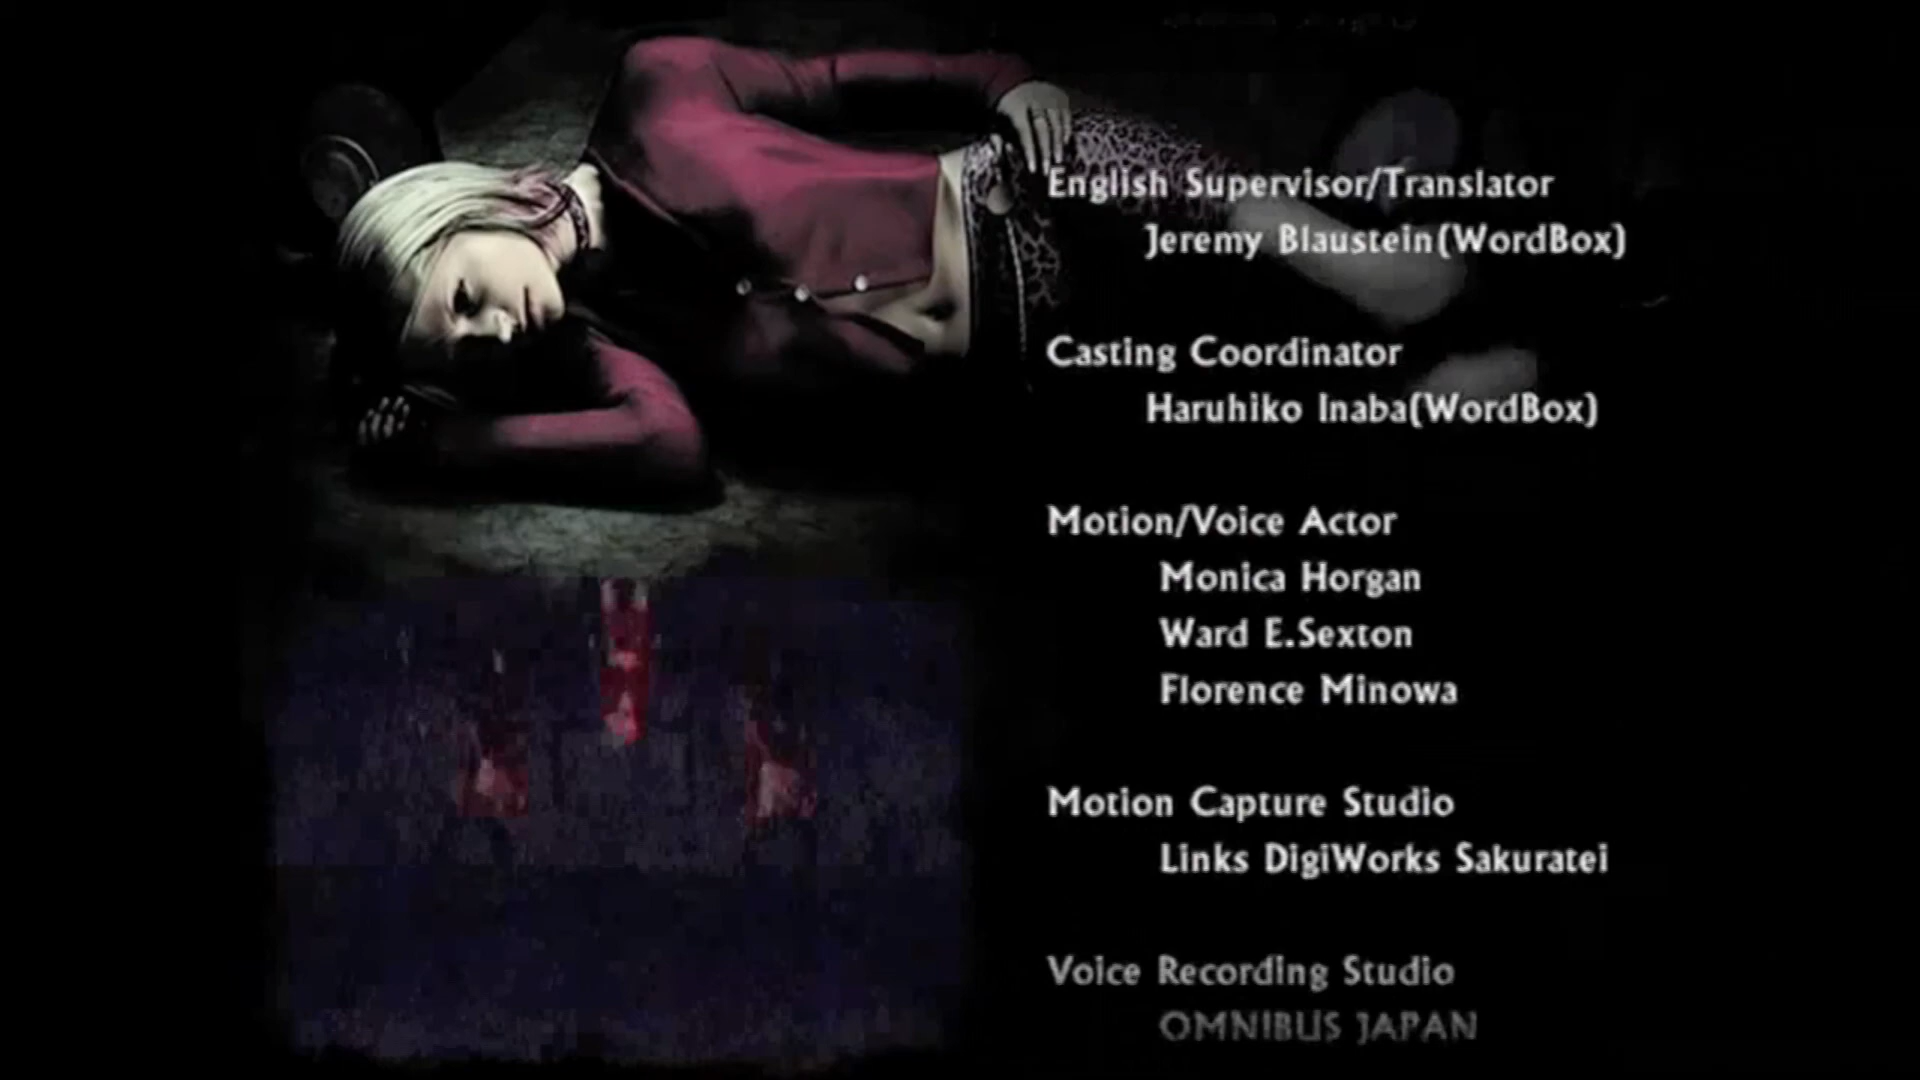 English Supervisor/Translator
Jeremy Blaustein(WordBox)
Casting Coordinator
Haruhiko Inaba(WordBox)
Motion/Voice Actor
Monica Horgan
Ward E.Sexton
Florence Minowa
Motion Capture Studio
Links DigiWorks Sakuratei
Voice Recording Studio
OMNIBUS JAPAN